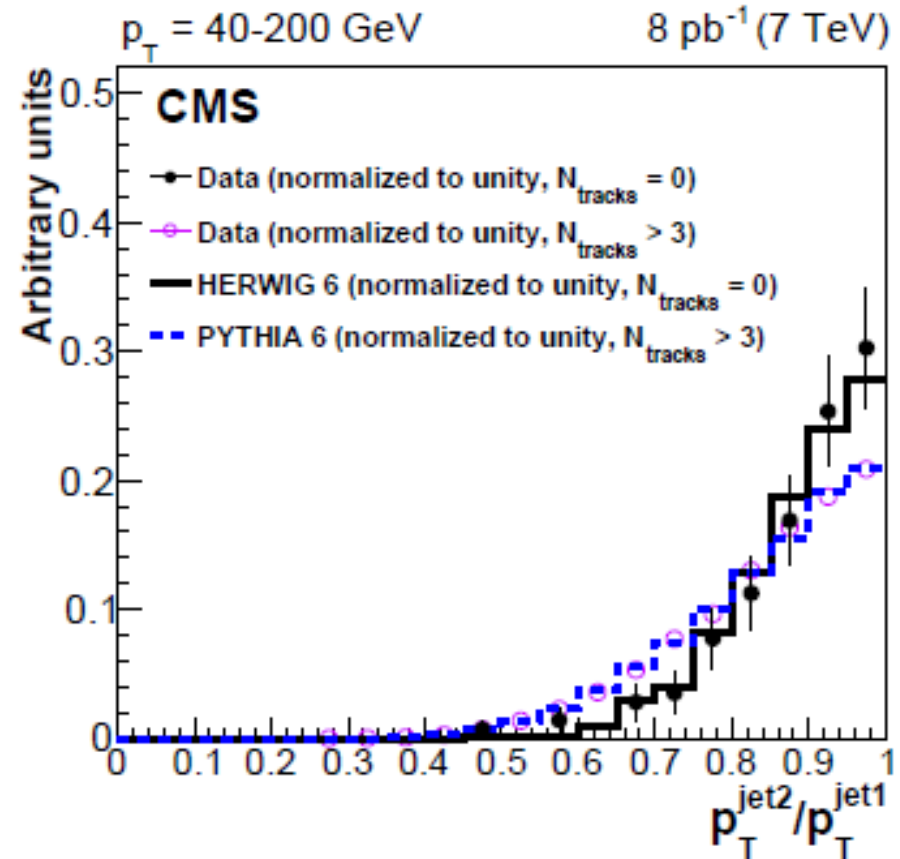 p_T = 40-200 GeV 8 pb^-1 (7 TeV)
CMS
Data (normalized to unity, N_tracks = 0)
Data (normalized to unity, N_tracks > 3)
HERWIG 6 (normalized to unity, N_tracks = 0)
PYTHIA 6 (normalized to unity, N_tracks > 3)
Arbitrary units
0.5
0.4
0.3
0.2
0.1
0
0 0.1 0.2 0.3 0.4 0.5 0.6 0.7 0.8 0.9 1
p_T^jet2/p_T^jet1